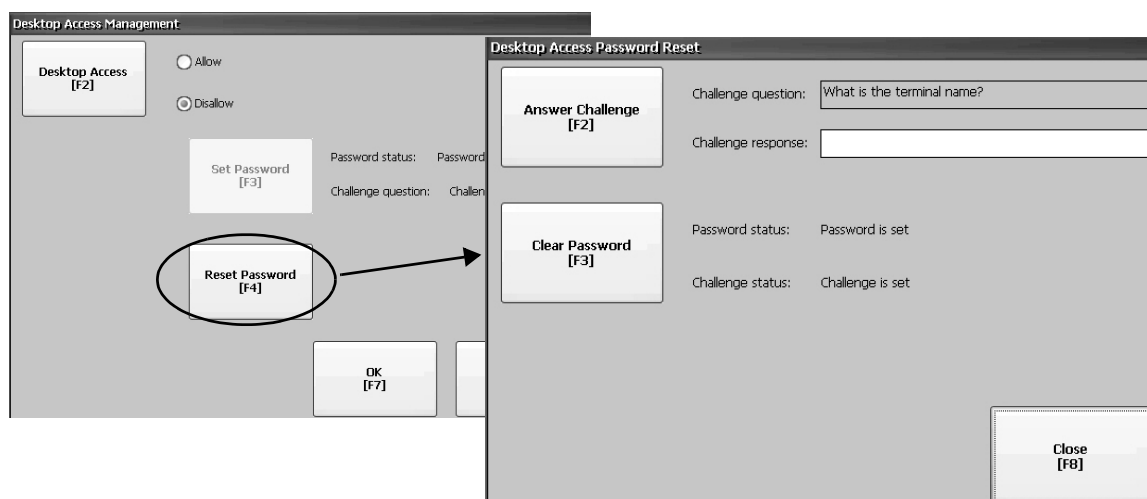 Desktop Access Management
Desktop Access
[F2]
Allow
Disallow
Set Password
[F3]
Password status: Password
Challenge question: Challen
Reset Password
[F4]
OK
[F7]
Desktop Access Password Reset
Answer Challenge
[F2]
Challenge question: What is the terminal name?
Challenge response:
Clear Password
[F3]
Password status: Password is set
Challenge status: Challenge is set
Close
[F8]